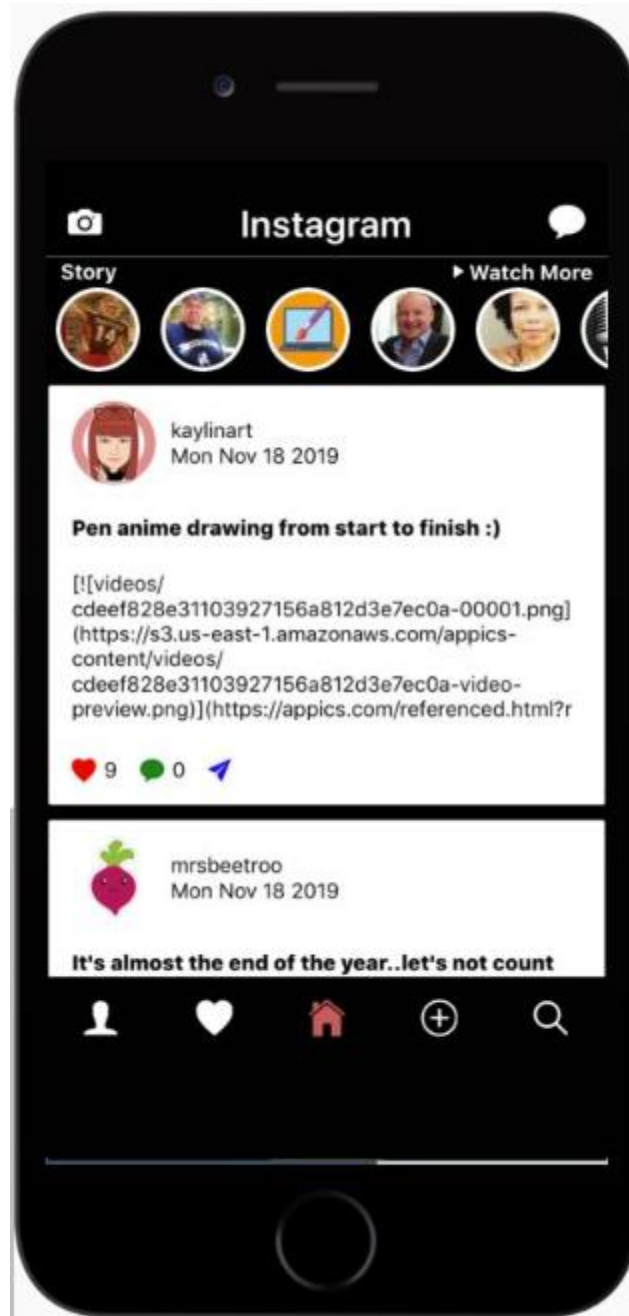 Instagram
Story
Watch More
14
kaylinart
Mon Nov 18 2019
Pen anime drawing from start to finish :)
[![videos/
cdeef828e31103927156a812d3e7ec0a-00001.png]
(https://s3.us-east-1.amazonaws.com/appics-
content/videos/
cdeef828e31103927156a812d3e7ec0a-video-
preview.png)](https://appics.com/referenced.html?r
9
0
mrsbeetroo
Mon Nov 18 2019
It's almost the end of the year..let's not count